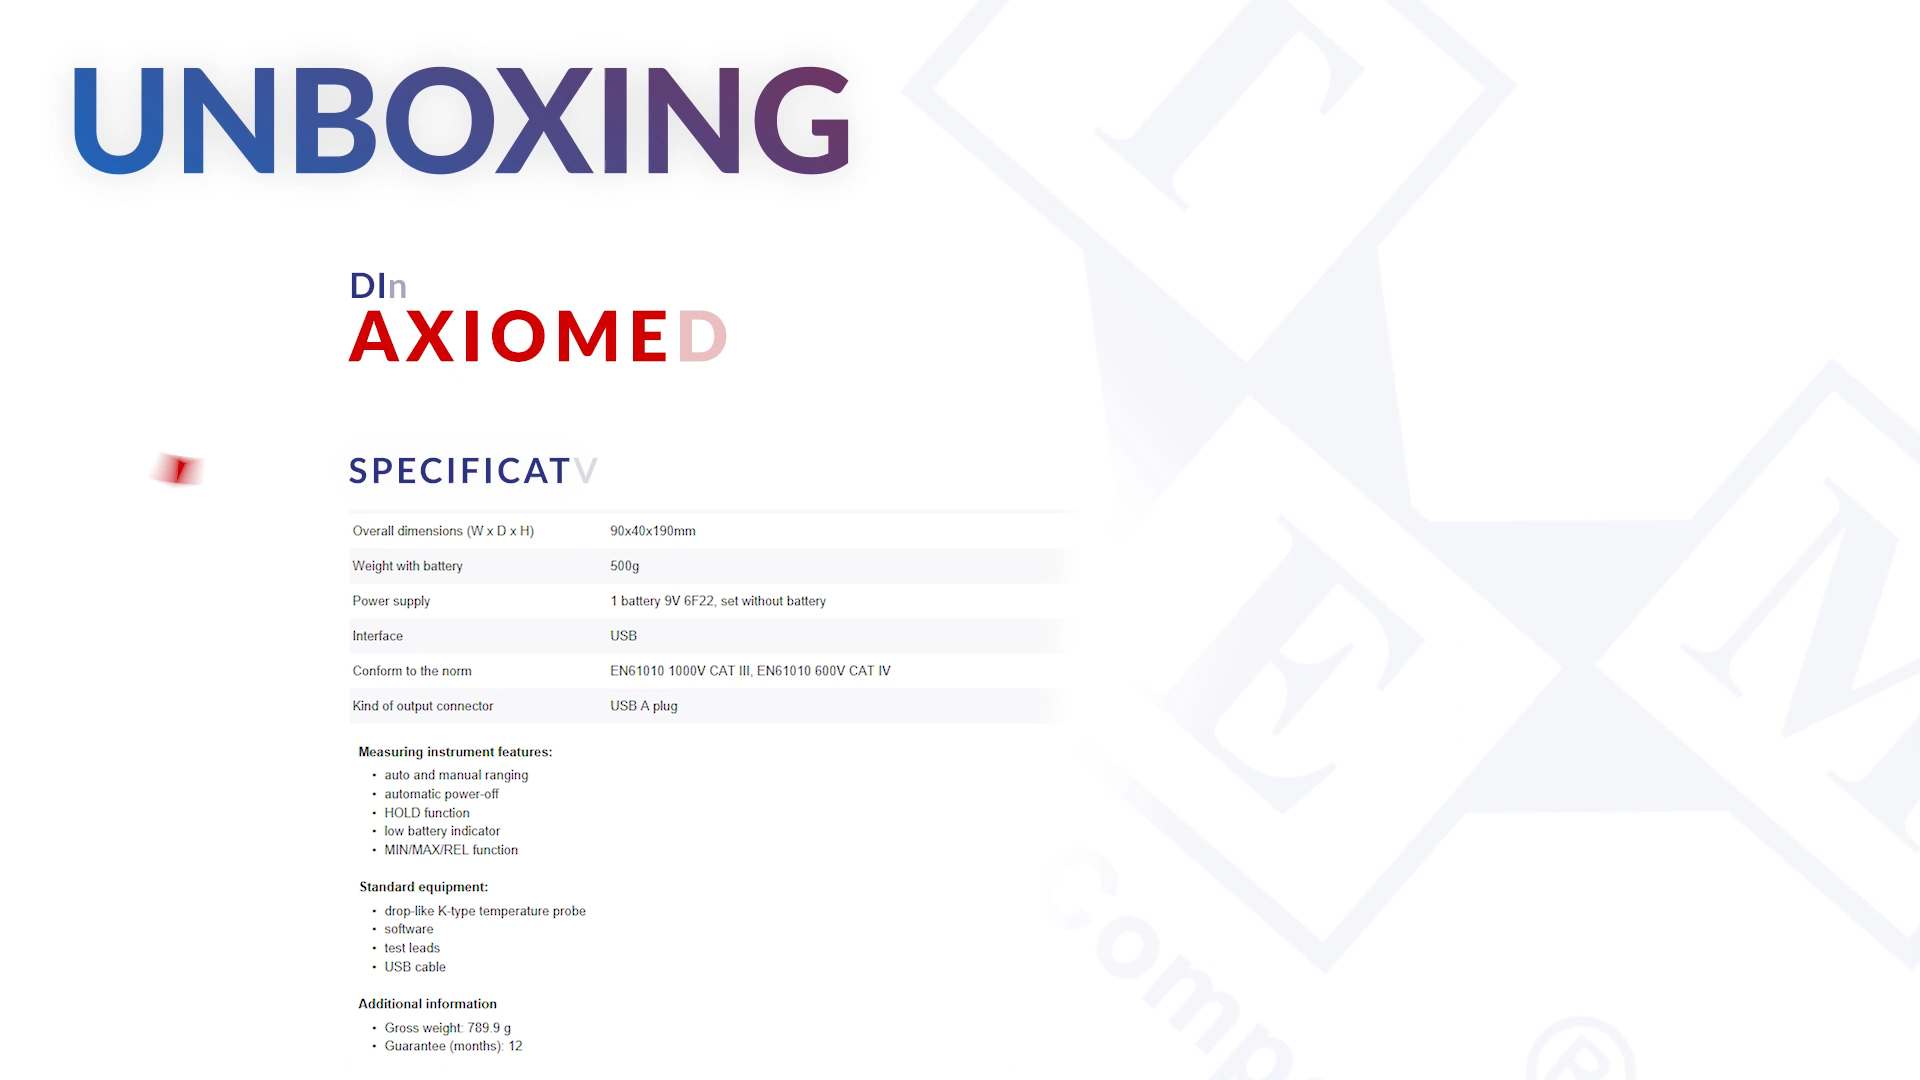 UNBOXING
DIn
AXIOMED
SPECIFICATV
Overall dimensions (W x D x H) 90x40x190mm
Weight with battery 500g
Power supply 1 battery 9V 6F22, set without battery
Interface USB
Conform to the norm EN61010 1000V CAT III, EN61010 600V CAT IV
Kind of output connector USB A plug
Measuring instrument features:
• auto and manual ranging
• automatic power-off
• HOLD function
• low battery indicator
• MIN/MAX/REL function
Standard equipment:
• drop-like K-type temperature probe
• software
• test leads
• USB cable
Additional information
• Gross weight: 789.9 g
• Guarantee (months): 12
T
E
M
Comp
®